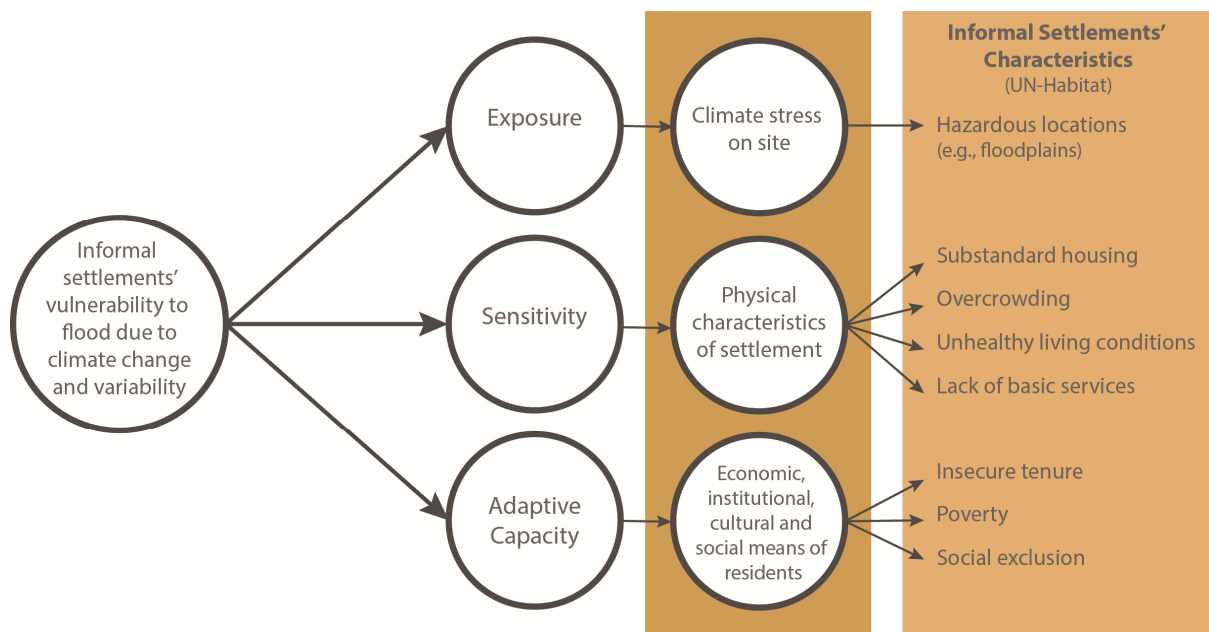 Informal
settlements’
vulnerability to
flood due to
climate change
and variability
Exposure
Sensitivity
Adaptive
Capacity
Climate stress
on site
Physical
characteristics
of settlement
Economic,
institutional,
cultural and
social means of
residents
Informal Settlements’
Characteristics
(UN-Habitat)
Hazardous locations
(e.g., floodplains)
Substandard housing
Overcrowding
Unhealthy living conditions
Lack of basic services
Insecure tenure
Poverty
Social exclusion